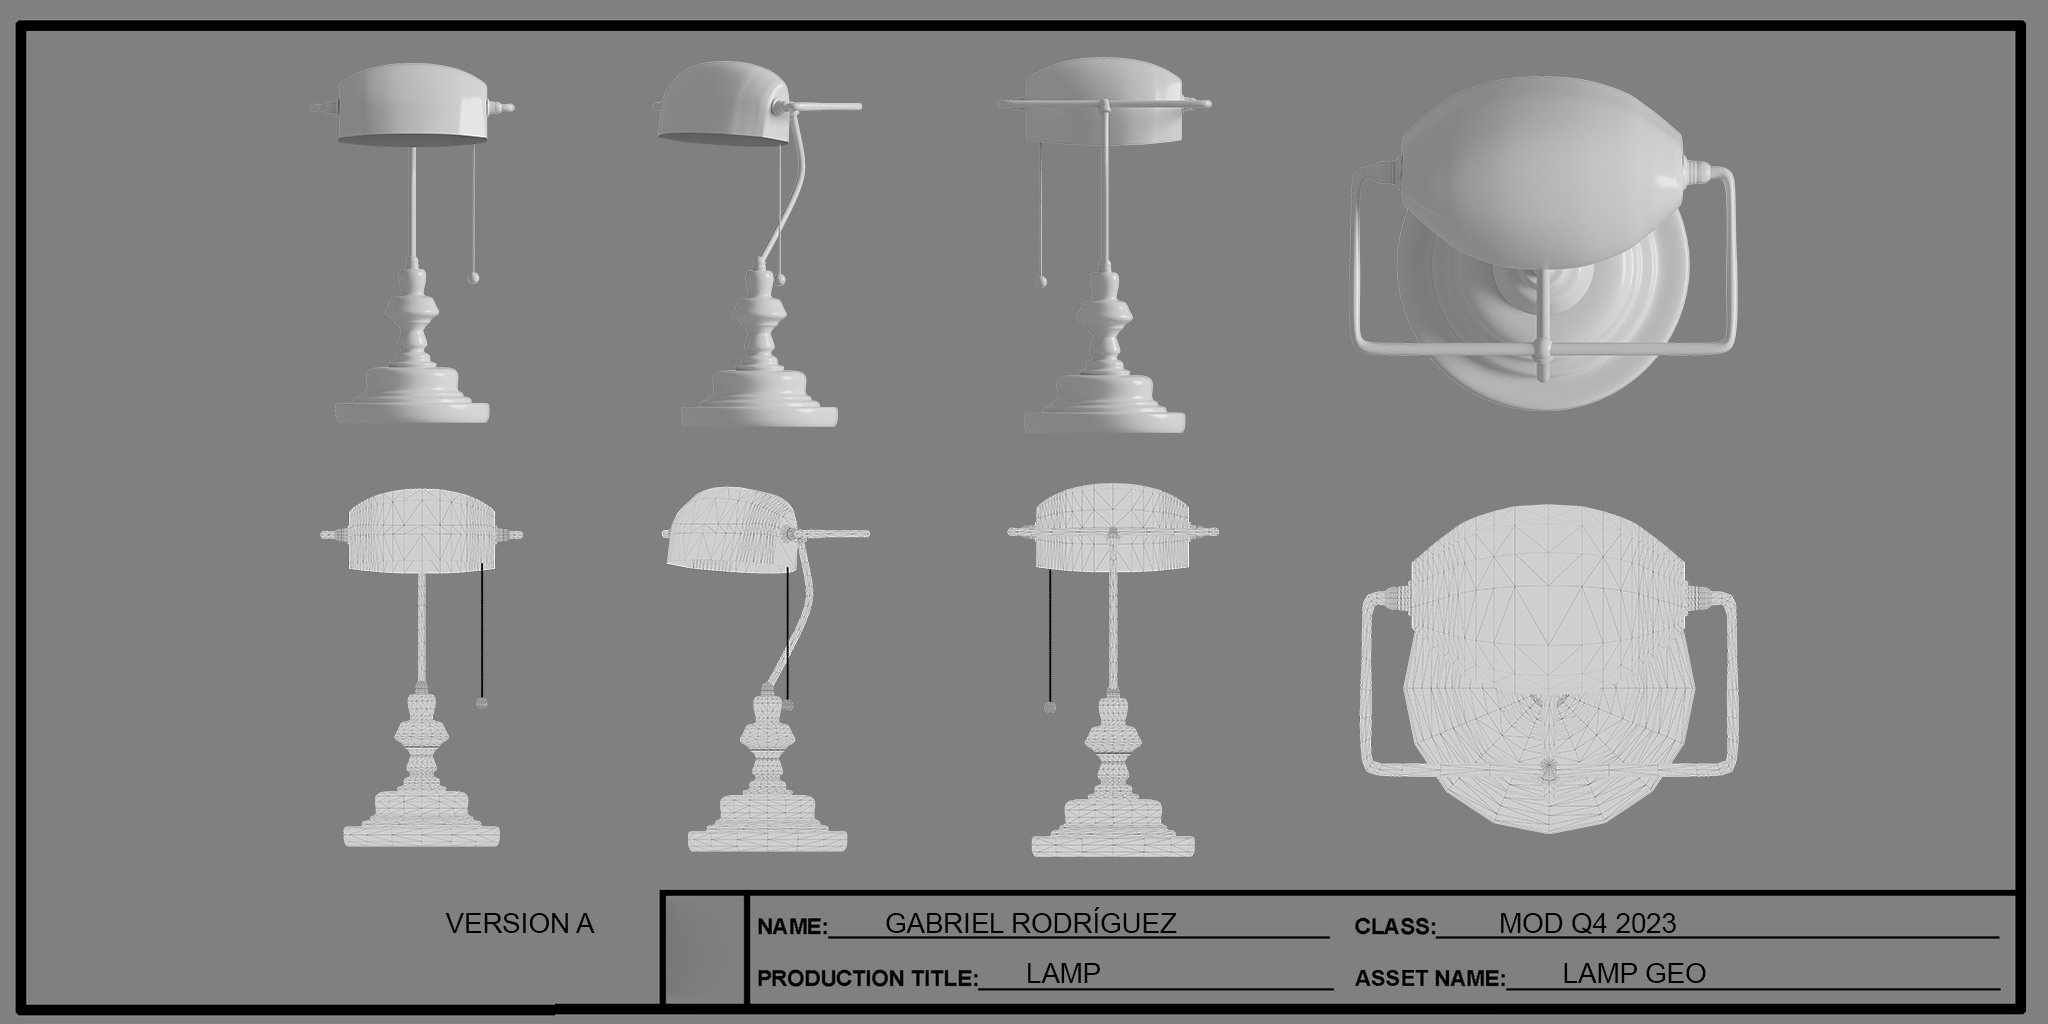 VERSION A
NAME: GABRIEL RODRÍGUEZ
CLASS: MOD Q4 2023
PRODUCTION TITLE: LAMP
ASSET NAME: LAMP GEO